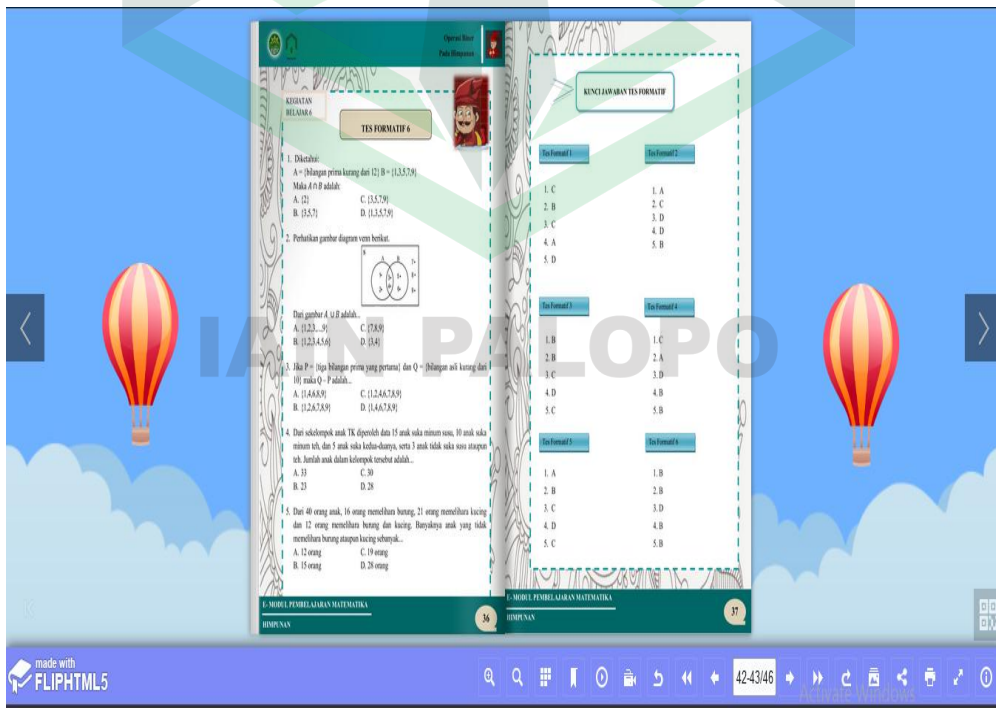 Operasi Biner
Pada Himpunan
KEGIATAN
BELAJAR 6
TES FORMATIF 6
1. Diketahui:
A = {bilangan prima kurang dari 12} B = {1,3,5,7,9}
Maka A ∩ B adalah:
A. {2} C. {3,5,7,9}
B. {3,5,7} D. {1,3,5,7,9}
2. Perhatikan gambar diagram venn berikut.
A B
Dari gambar A ∪ B adalah...
A. {1,2,3,...,9} C. {7,8,9}
B. {1,2,3,4,5,6} D. {3,4}
3. Jika P = {tiga bilangan prima yang pertama} dan Q = {bilangan asli kurang dari
10} maka Q – P adalah...
A. {1,4,6,8,9} C. {1,2,4,6,7,8,9}
B. {1,2,6,7,8,9} D. {1,4,6,7,8,9}
4. Dari sekelompok anak TK diperoleh data 15 anak suka minum susu, 10 anak suka
minum teh, dan 5 anak suka kedua-duanya, serta 3 anak tidak suka susu ataupun
teh. Jumlah anak dalam kelompok tersebut adalah...
A. 33 C. 30
B. 23 D. 28
5. Dari 40 orang anak, 16 orang memelihara burung, 21 orang memelihara kucing
dan 12 orang memelihara burung dan kucing. Banyaknya anak yang tidak
memelihara burung ataupun kucing sebanyak...
A. 12 orang C. 19 orang
B. 15 orang D. 28 orang
E- MODUL PEMBELAJARAN MATEMATIKA
HIMPUNAN
36
KUNCI JAWABAN TES FORMATIF
Tes Formatif 1
1. C
2. B
3. C
4. A
5. D
Tes Formatif 2
1. A
2. C
3. D
4. D
5. B
Tes Formatif 3
1. B
2. B
3. C
4. D
5. C
Tes Formatif 4
1. C
2. A
3. D
4. B
5. B
Tes Formatif 5
1. A
2. B
3. C
4. D
5. C
Tes Formatif 6
1. B
2. B
3. D
4. B
5. B
E- MODUL PEMBELAJARAN MATEMATIKA
HIMPUNAN
37
IAIN PALOPO
made with
FLIPHTML5
42-43/46
Activate Windows